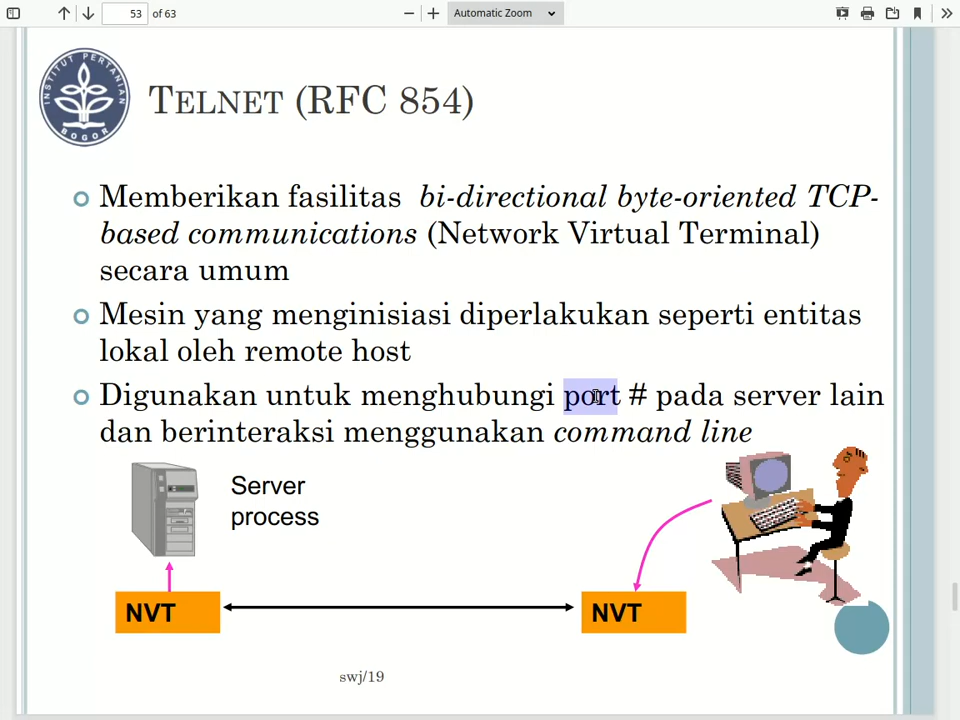 53 of 63
Automatic Zoom
INSTITUT PERTANIAN
BOGOR
TELNET (RFC 854)
Memberikan fasilitas bi-directional byte-oriented TCP-
based communications (Network Virtual Terminal)
secara umum
Mesin yang menginisiasi diperlakukan seperti entitas
lokal oleh remote host
Digunakan untuk menghubungi port # pada server lain
dan berinteraksi menggunakan command line
Server
process
NVT
NVT
swj/19